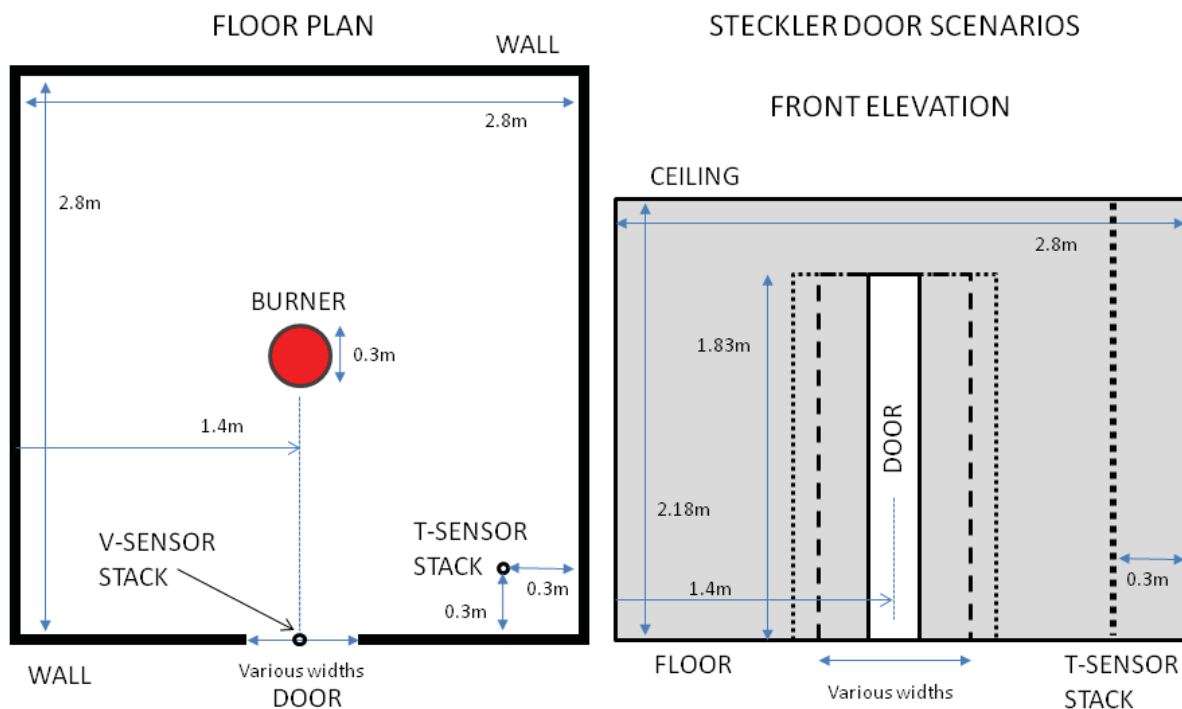 FLOOR PLAN
WALL
2.8m
2.8m
BURNER
0.3m
1.4m
V-SENSOR
STACK
T-SENSOR
STACK
0.3m
0.3m
WALL
Various widths
DOOR
STECKLER DOOR SCENARIOS
FRONT ELEVATION
CEILING
2.8m
1.83m
DOOR
2.18m
1.4m
0.3m
FLOOR
Various widths
T-SENSOR
STACK